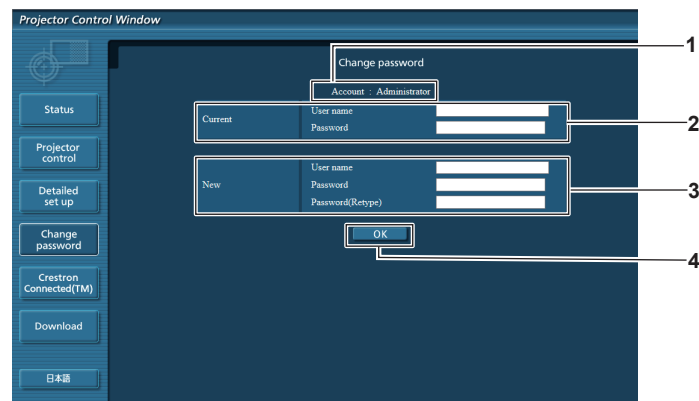 Projector Control Window
Change password
1
Account : Administrator
Status
Current
User name
Password
2
Projector
control
New
User name
Password
Password(Retype)
3
Detailed
set up
Change
password
OK
4
Crestron
Connected(TM)
Download
日本語